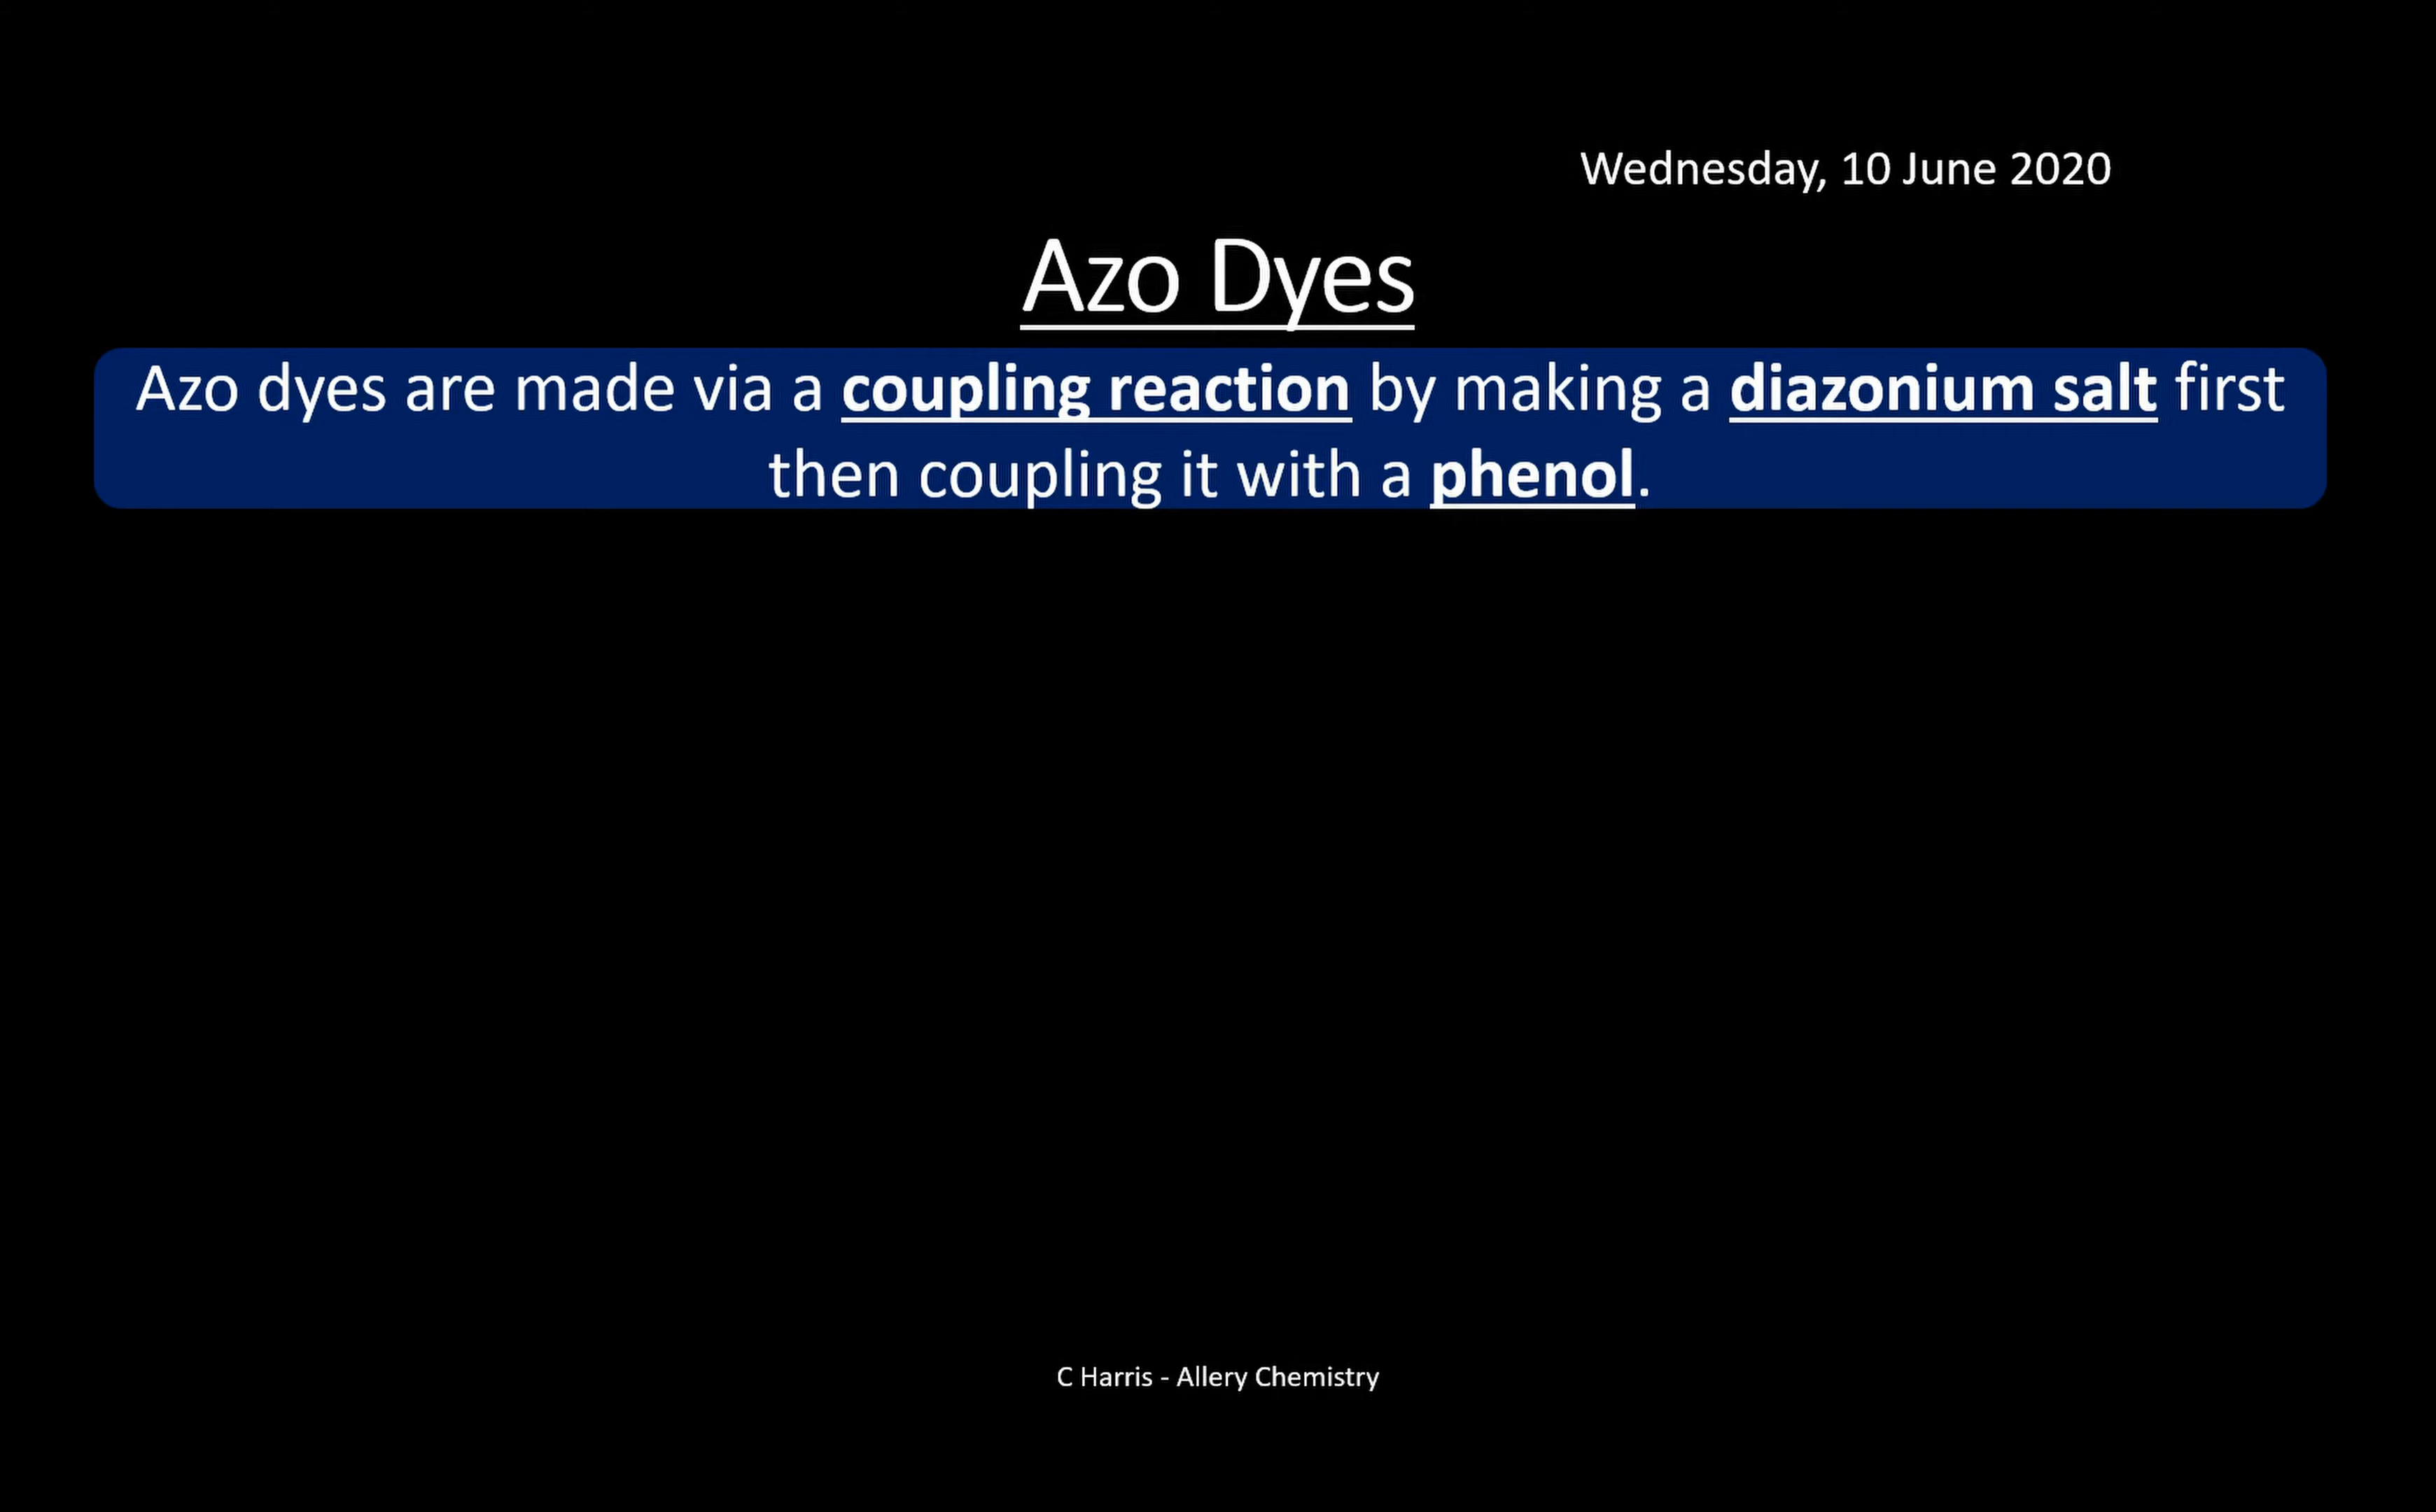 Wednesday, 10 June 2020
Azo Dyes
Azo dyes are made via a coupling reaction by making a diazonium salt first
then coupling it with a phenol.
C Harris - Allery Chemistry